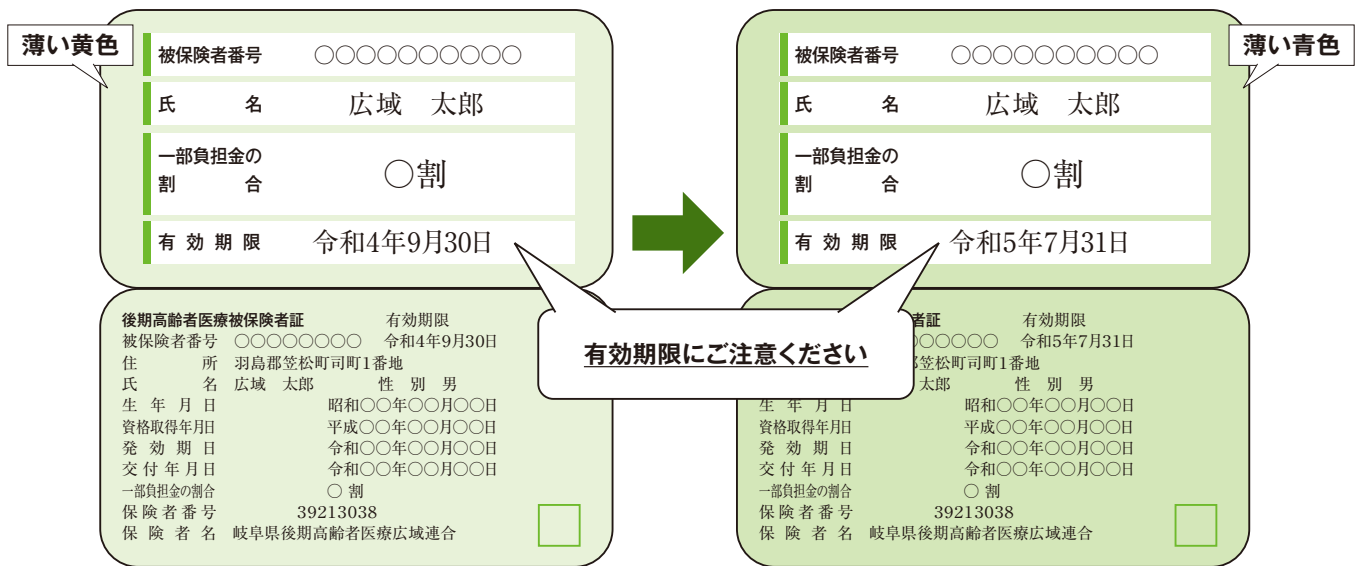 薄い黄色
被保険者番号 ○○○○○○○○○○
氏 名 広域 太郎
一部負担金の
割 合 ○割
有効期限 令和4年9月30日
後期高齢者医療被保険者証 有効期限
被保険者番号 ○○○○○○○○ 令和4年9月30日
住 所 羽島郡笠松町司町1番地
氏 名 広域 太郎 性 別 男
生年月日 昭和○○年○○月○○日
資格取得年月日 平成○○年○○月○○日
発効期日 令和○○年○○月○○日
交付年月日 令和○○年○○月○○日
一部負担金の割合 ○割
保険者番号 39213038
保険者名 岐阜県後期高齢者医療広域連合
有効期限にご注意ください
薄い青色
被保険者番号 ○○○○○○○○○○
氏 名 広域 太郎
一部負担金の
割 合 ○割
有効期限 令和5年7月31日
者証 有効期限
○○○○○ 令和5年7月31日
笠松町司町1番地
太郎 性 別 男
生年月日 昭和○○年○○月○○日
資格取得年月日 平成○○年○○月○○日
発効期日 令和○○年○○月○○日
交付年月日 令和○○年○○月○○日
一部負担金の割合 ○割
保険者番号 39213038
保険者名 岐阜県後期高齢者医療広域連合